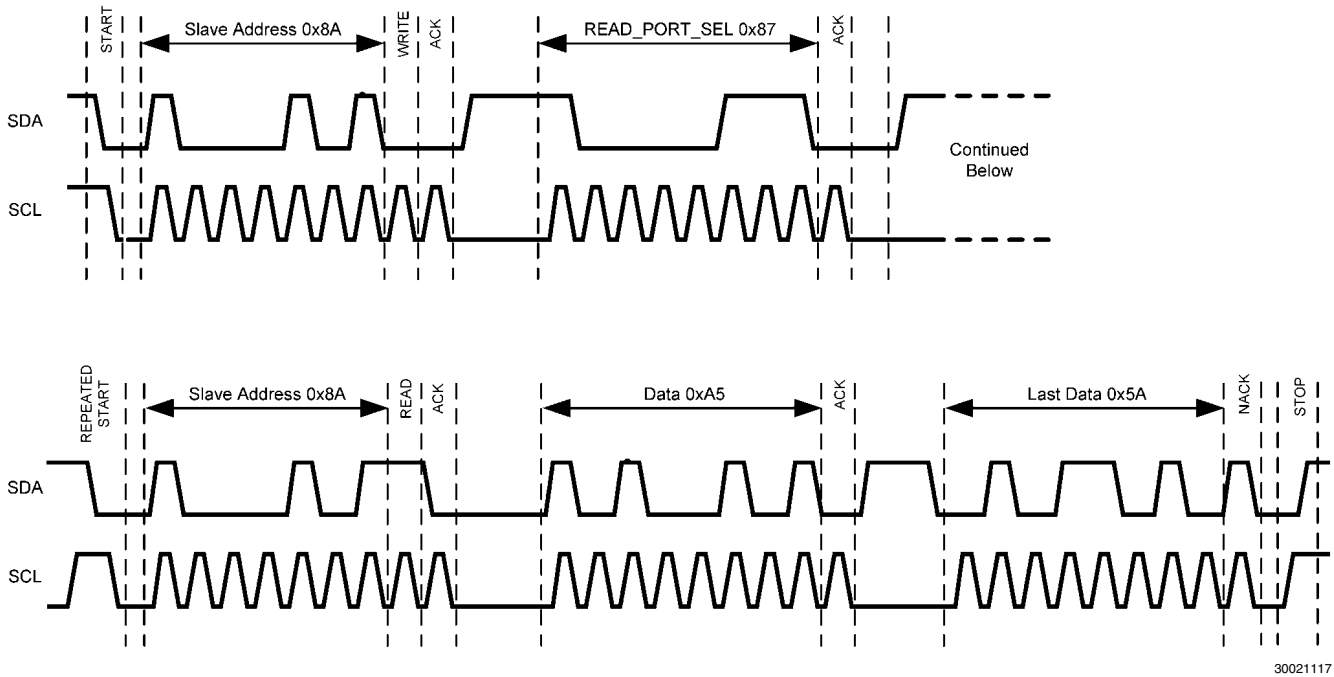 START
Slave Address 0x8A
WRITE
ACK
READ_PORT_SEL 0x87
ACK
SDA
SCL
Continued
Below
REPEATED
START
Slave Address 0x8A
READ
ACK
Data 0xA5
ACK
Last Data 0x5A
NACK
STOP
SDA
SCL
30021117